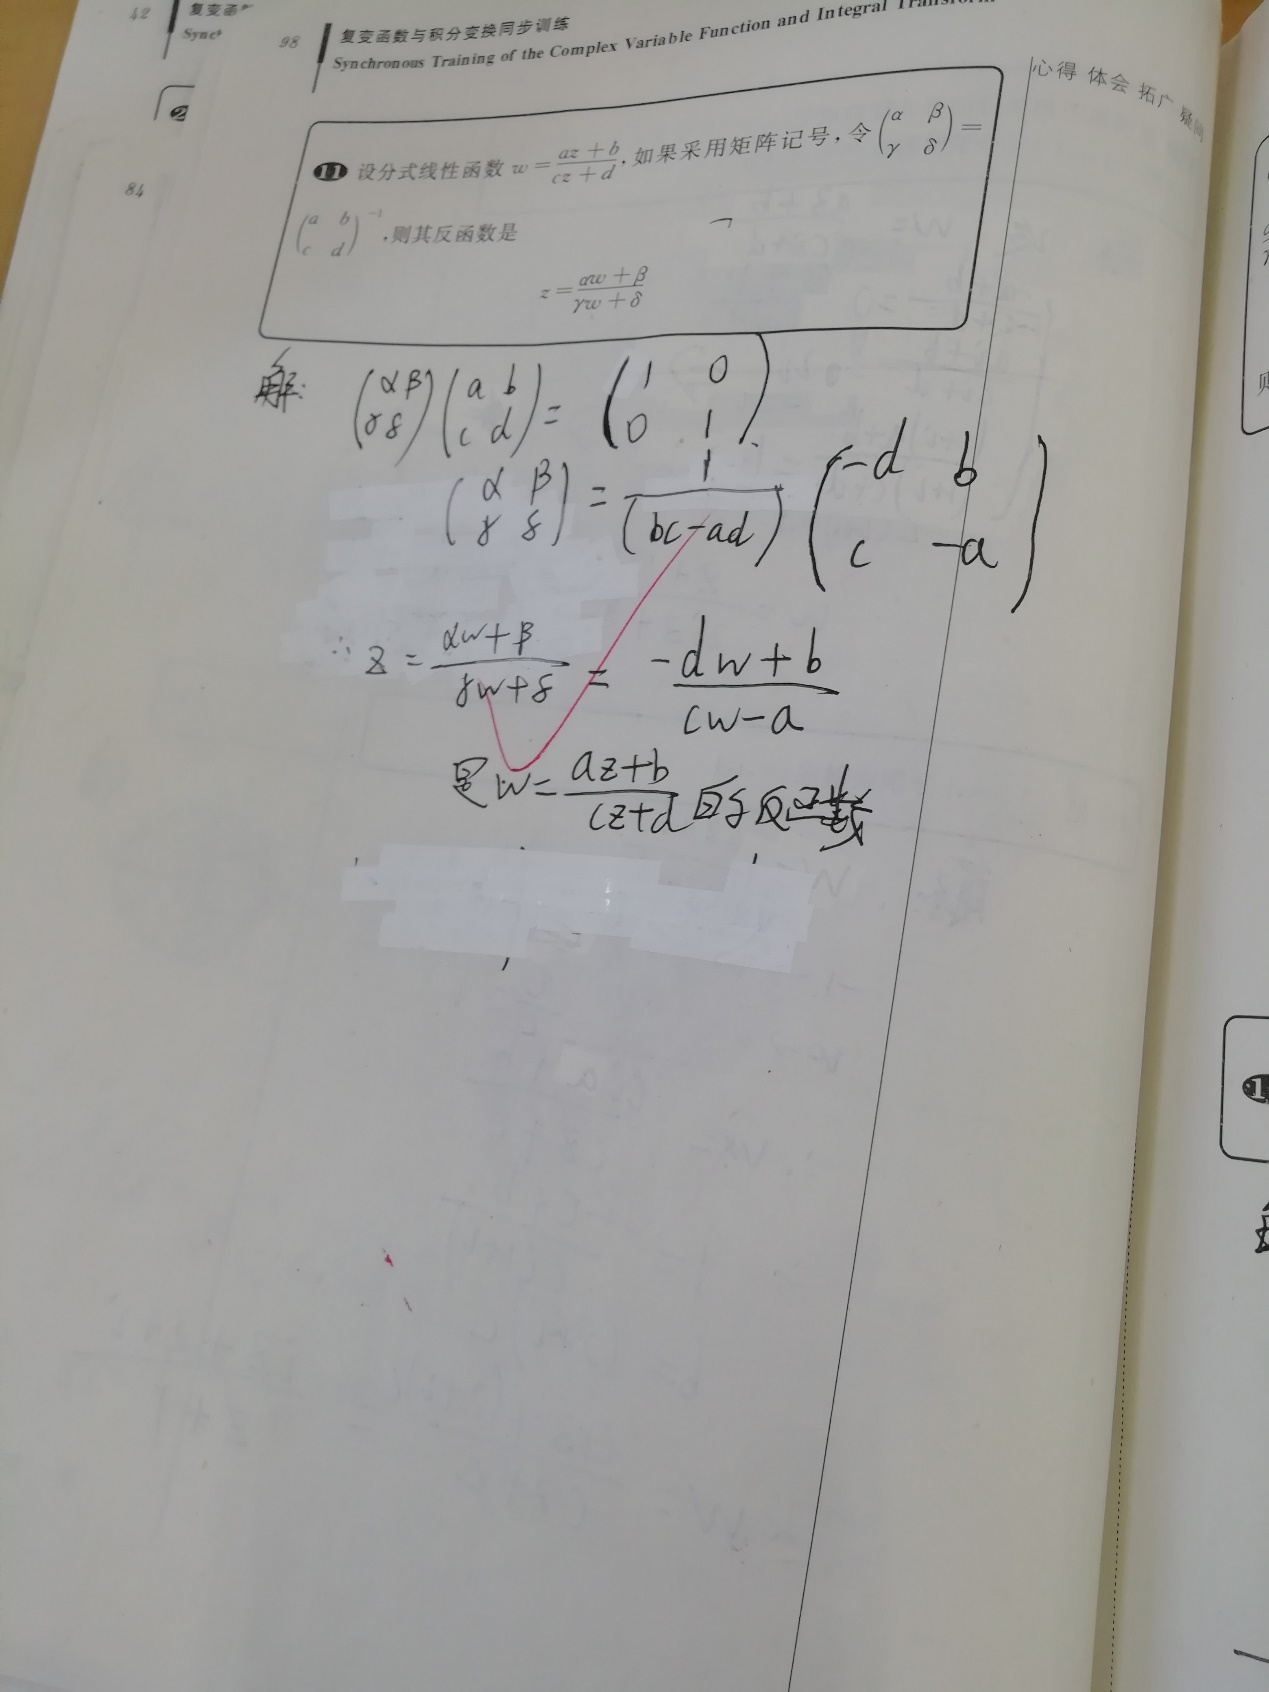 42 复变函
Sync
98 复变函数与积分变换同步训练
Synchronous Training of the Complex Variable Function and Integral Transform
心得 体会 拓广 疑问
84
11 设分式线性函数 w = (az + b)/(cz + d), 如果采用矩阵记号, 令 (α β; γ δ) =
(a b; c d)⁻¹, 则其反函数是
z = (αw + β)/(γw + δ)
解: (α β; γ δ)(a b; c d) = (1 0; 0 1)
(α β; γ δ) = 1/(bc-ad) (-d b; c -a)
∴ z = (αw+β)/(γw+δ) = (-dw+b)/(cw-a)
是 w = (az+b)/(cz+d) 的反函数